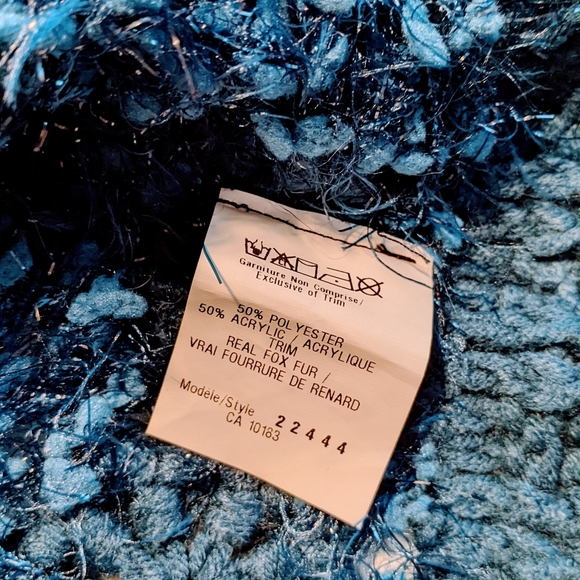 Garniture Non Comprise/
Exclusive of Trim
50% POLYESTER
50% ACRYLIC / ACRYLIQUE
TRIM
REAL FOX FUR /
VRAI FOURRURE DE RENARD
Modèle/Style 22444
CA 10183